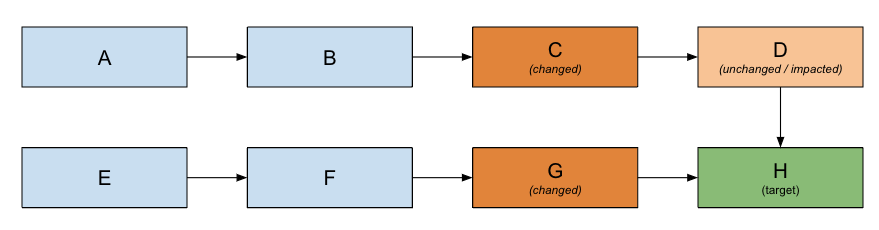 A
B
C
(changed)
D
(unchanged / impacted)
E
F
G
(changed)
H
(target)